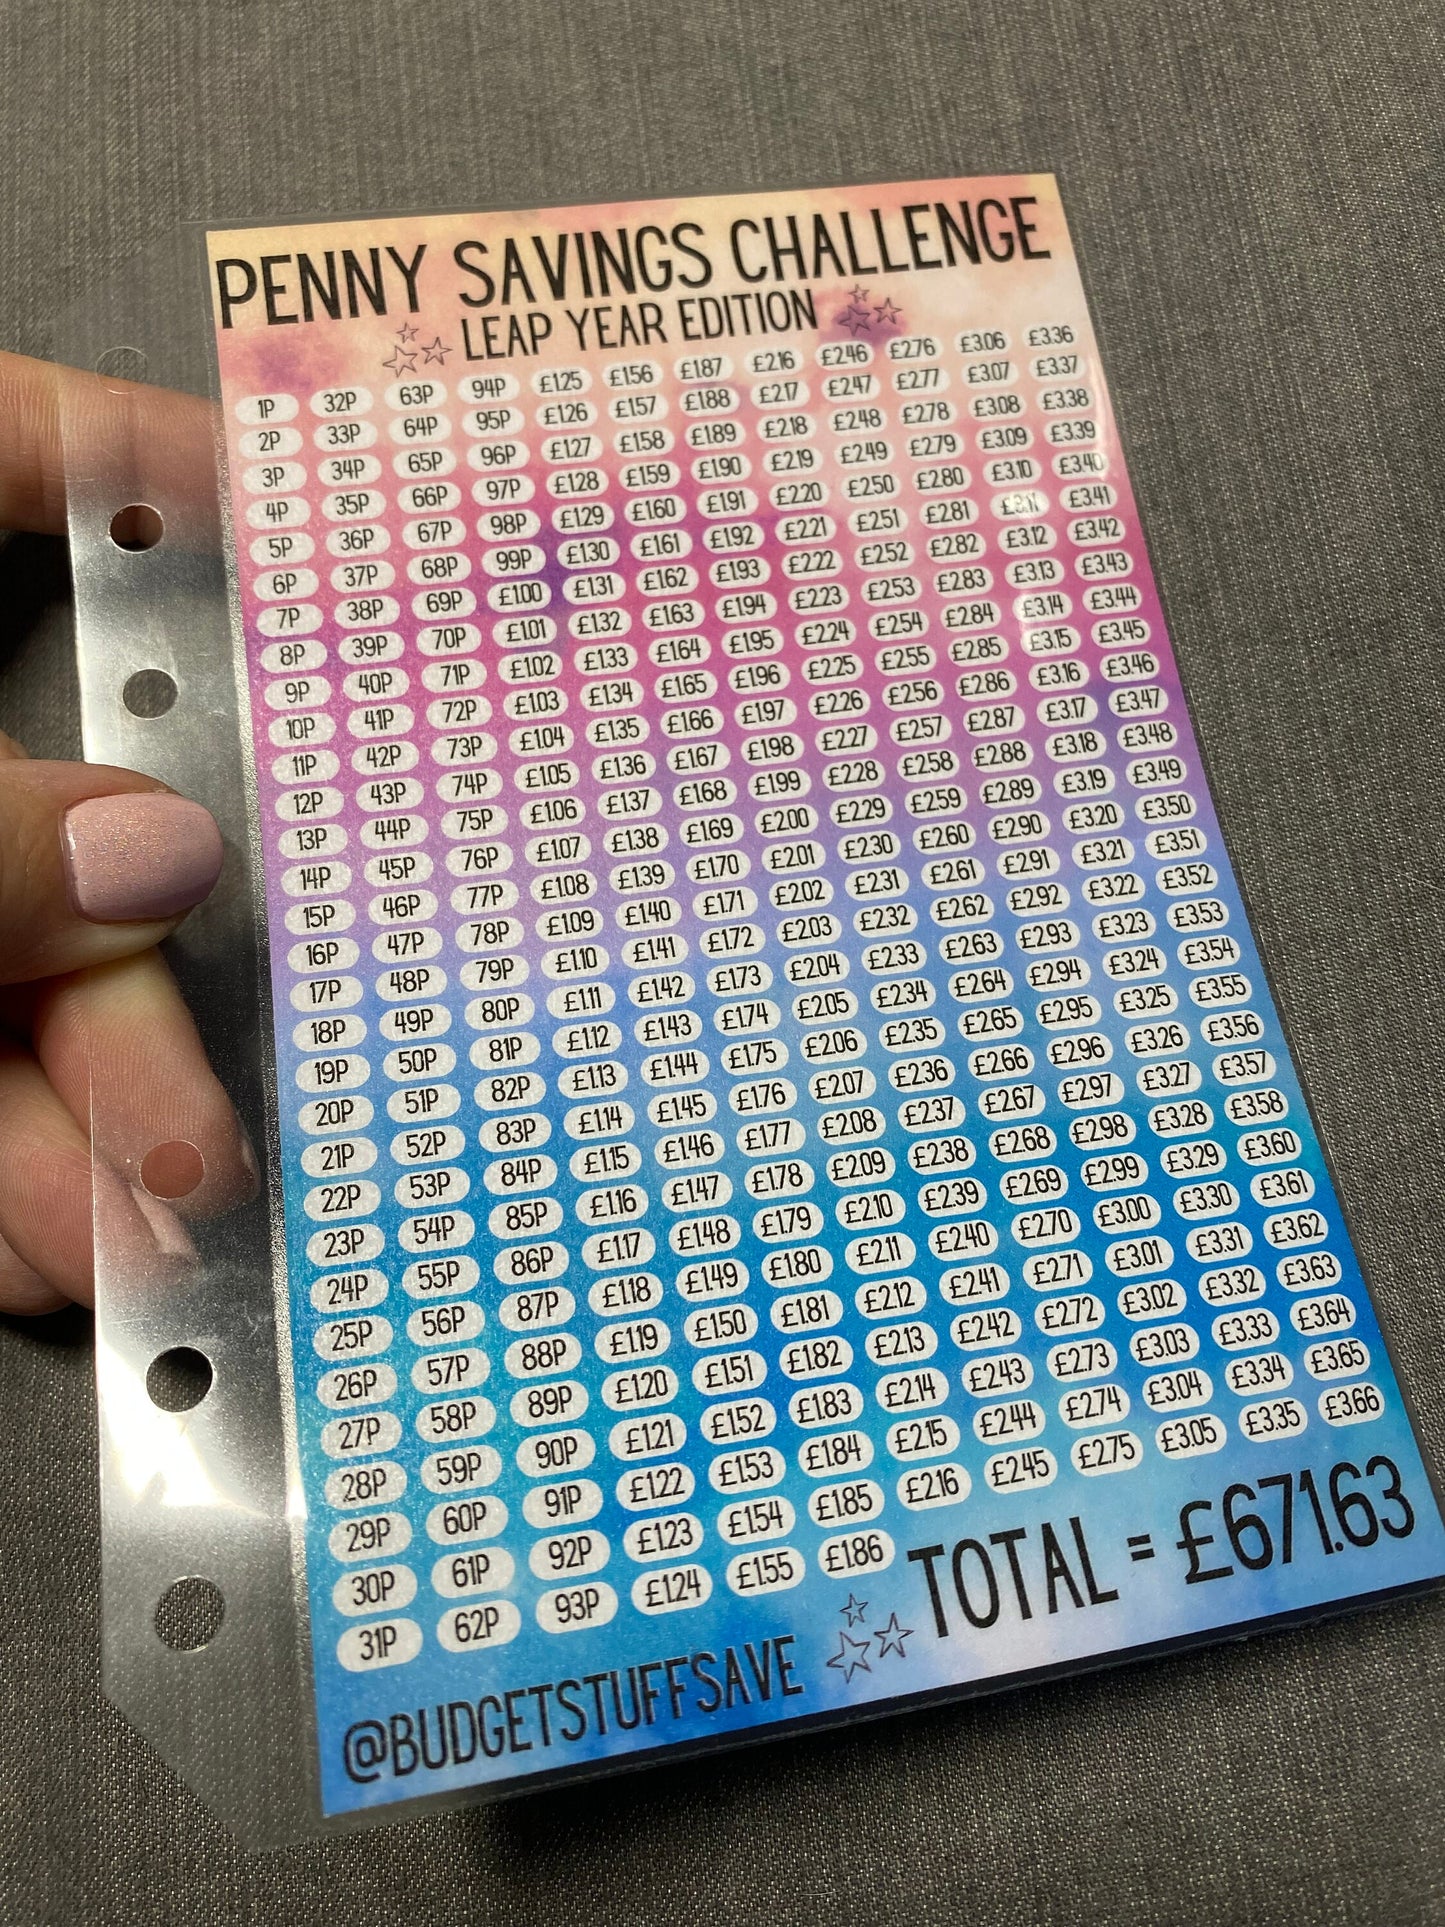 PENNY SAVINGS CHALLENGE
LEAP YEAR EDITION
1P 32P 63P 94P £1.25 £1.56 £1.87 £2.16 £2.46 £2.76 £3.06 £3.36
2P 33P 64P 95P £1.26 £1.57 £1.88 £2.17 £2.47 £2.77 £3.07 £3.37
3P 34P 65P 96P £1.27 £1.58 £1.89 £2.18 £2.48 £2.78 £3.08 £3.38
4P 35P 66P 97P £1.28 £1.59 £1.90 £2.19 £2.49 £2.79 £3.09 £3.39
5P 36P 67P 98P £1.29 £1.60 £1.91 £2.20 £2.50 £2.80 £3.10 £3.40
6P 37P 68P 99P £1.30 £1.61 £1.92 £2.21 £2.51 £2.81 £3.11 £3.41
7P 38P 69P £1.00 £1.31 £1.62 £1.93 £2.22 £2.52 £2.82 £3.12 £3.42
8P 39P 70P £1.01 £1.32 £1.63 £1.94 £2.23 £2.53 £2.83 £3.13 £3.43
9P 40P 71P £1.02 £1.33 £1.64 £1.95 £2.24 £2.54 £2.84 £3.14 £3.44
10P 41P 72P £1.03 £1.34 £1.65 £1.96 £2.25 £2.55 £2.85 £3.15 £3.45
11P 42P 73P £1.04 £1.35 £1.66 £1.97 £2.26 £2.56 £2.86 £3.16 £3.46
12P 43P 74P £1.05 £1.36 £1.67 £1.98 £2.27 £2.57 £2.87 £3.17 £3.47
13P 44P 75P £1.06 £1.37 £1.68 £1.99 £2.28 £2.58 £2.88 £3.18 £3.48
14P 45P 76P £1.07 £1.38 £1.69 £2.00 £2.29 £2.59 £2.89 £3.19 £3.49
15P 46P 77P £1.08 £1.39 £1.70 £2.01 £2.30 £2.60 £2.90 £3.20 £3.50
16P 47P 78P £1.09 £1.40 £1.71 £2.02 £2.31 £2.61 £2.91 £3.21 £3.51
17P 48P 79P £1.10 £1.41 £1.72 £2.03 £2.32 £2.62 £2.92 £3.22 £3.52
18P 49P 80P £1.11 £1.42 £1.73 £2.04 £2.33 £2.63 £2.93 £3.23 £3.53
19P 50P 81P £1.12 £1.43 £1.74 £2.05 £2.34 £2.64 £2.94 £3.24 £3.54
20P 51P 82P £1.13 £1.44 £1.75 £2.06 £2.35 £2.65 £2.95 £3.25 £3.55
21P 52P 83P £1.14 £1.45 £1.76 £2.07 £2.36 £2.66 £2.96 £3.26 £3.56
22P 53P 84P £1.15 £1.46 £1.77 £2.08 £2.37 £2.67 £2.97 £3.27 £3.57
23P 54P 85P £1.16 £1.47 £1.78 £2.09 £2.38 £2.68 £2.98 £3.28 £3.58
24P 55P 86P £1.17 £1.48 £1.79 £2.10 £2.39 £2.69 £2.99 £3.29 £3.60
25P 56P 87P £1.18 £1.49 £1.80 £2.11 £2.40 £2.70 £3.00 £3.30 £3.61
26P 57P 88P £1.19 £1.50 £1.81 £2.12 £2.41 £2.71 £3.01 £3.31 £3.62
27P 58P 89P £1.20 £1.51 £1.82 £2.13 £2.42 £2.72 £3.02 £3.32 £3.63
28P 59P 90P £1.21 £1.52 £1.83 £2.14 £2.43 £2.73 £3.03 £3.33 £3.64
29P 60P 91P £1.22 £1.53 £1.84 £2.15 £2.44 £2.74 £3.04 £3.34 £3.65
30P 61P 92P £1.23 £1.54 £1.85 £2.16 £2.45 £2.75 £3.05 £3.35 £3.66
31P 62P 93P £1.24 £1.55 £1.86
TOTAL = £671.63
@BUDGETSTUFFSAVE